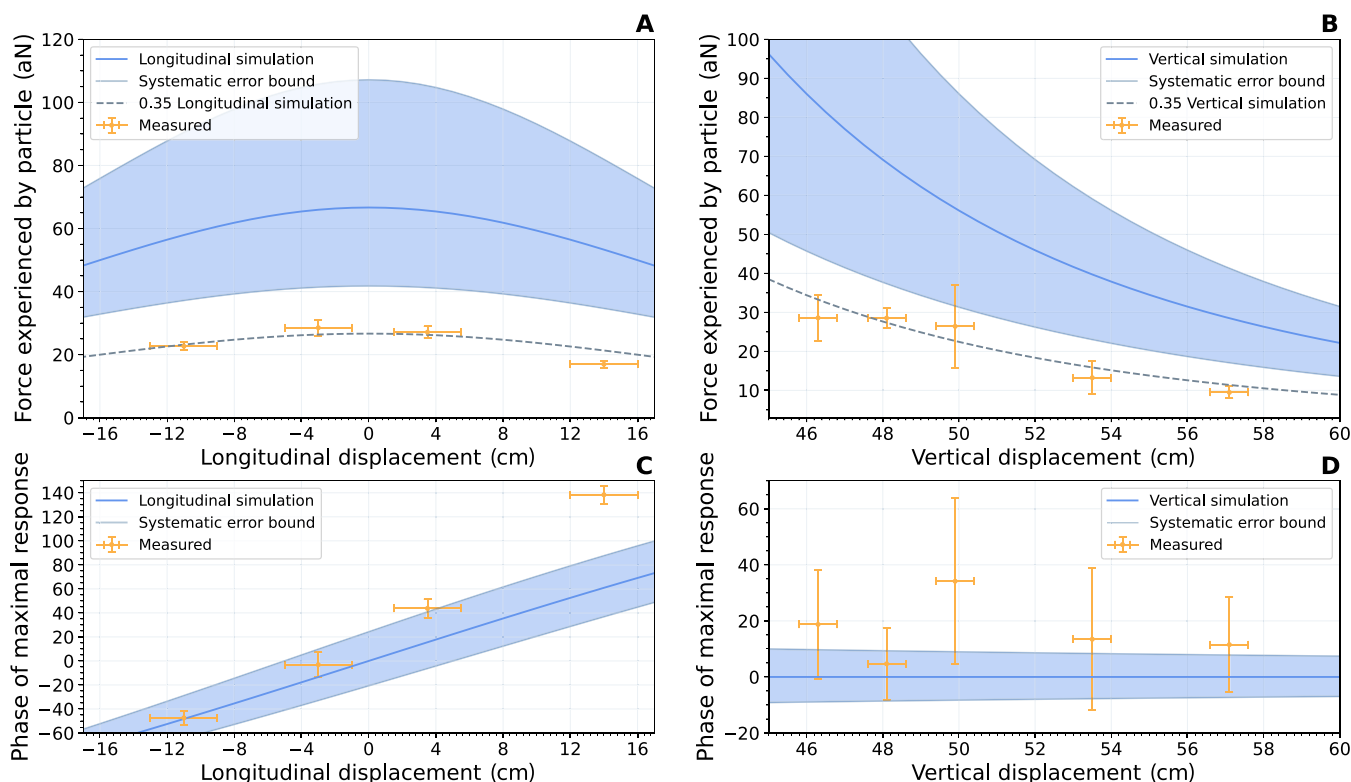 A
Force experienced by particle (aN)
120
100
80
60
40
20
0
Longitudinal simulation
Systematic error bound
0.35 Longitudinal simulation
Measured
−16 −12 −8 −4 0 4 8 12 16
Longitudinal displacement (cm)
B
Force experienced by particle (aN)
100
90
80
70
60
50
40
30
20
10
Vertical simulation
Systematic error bound
0.35 Vertical simulation
Measured
46 48 50 52 54 56 58 60
Vertical displacement (cm)
C
Phase of maximal response
140
120
100
80
60
40
20
0
−20
−40
−60
Longitudinal simulation
Systematic error bound
Measured
−16 −12 −8 −4 0 4 8 12 16
Longitudinal displacement (cm)
D
Phase of maximal response
60
40
20
0
−20
Vertical simulation
Systematic error bound
Measured
46 48 50 52 54 56 58 60
Vertical displacement (cm)